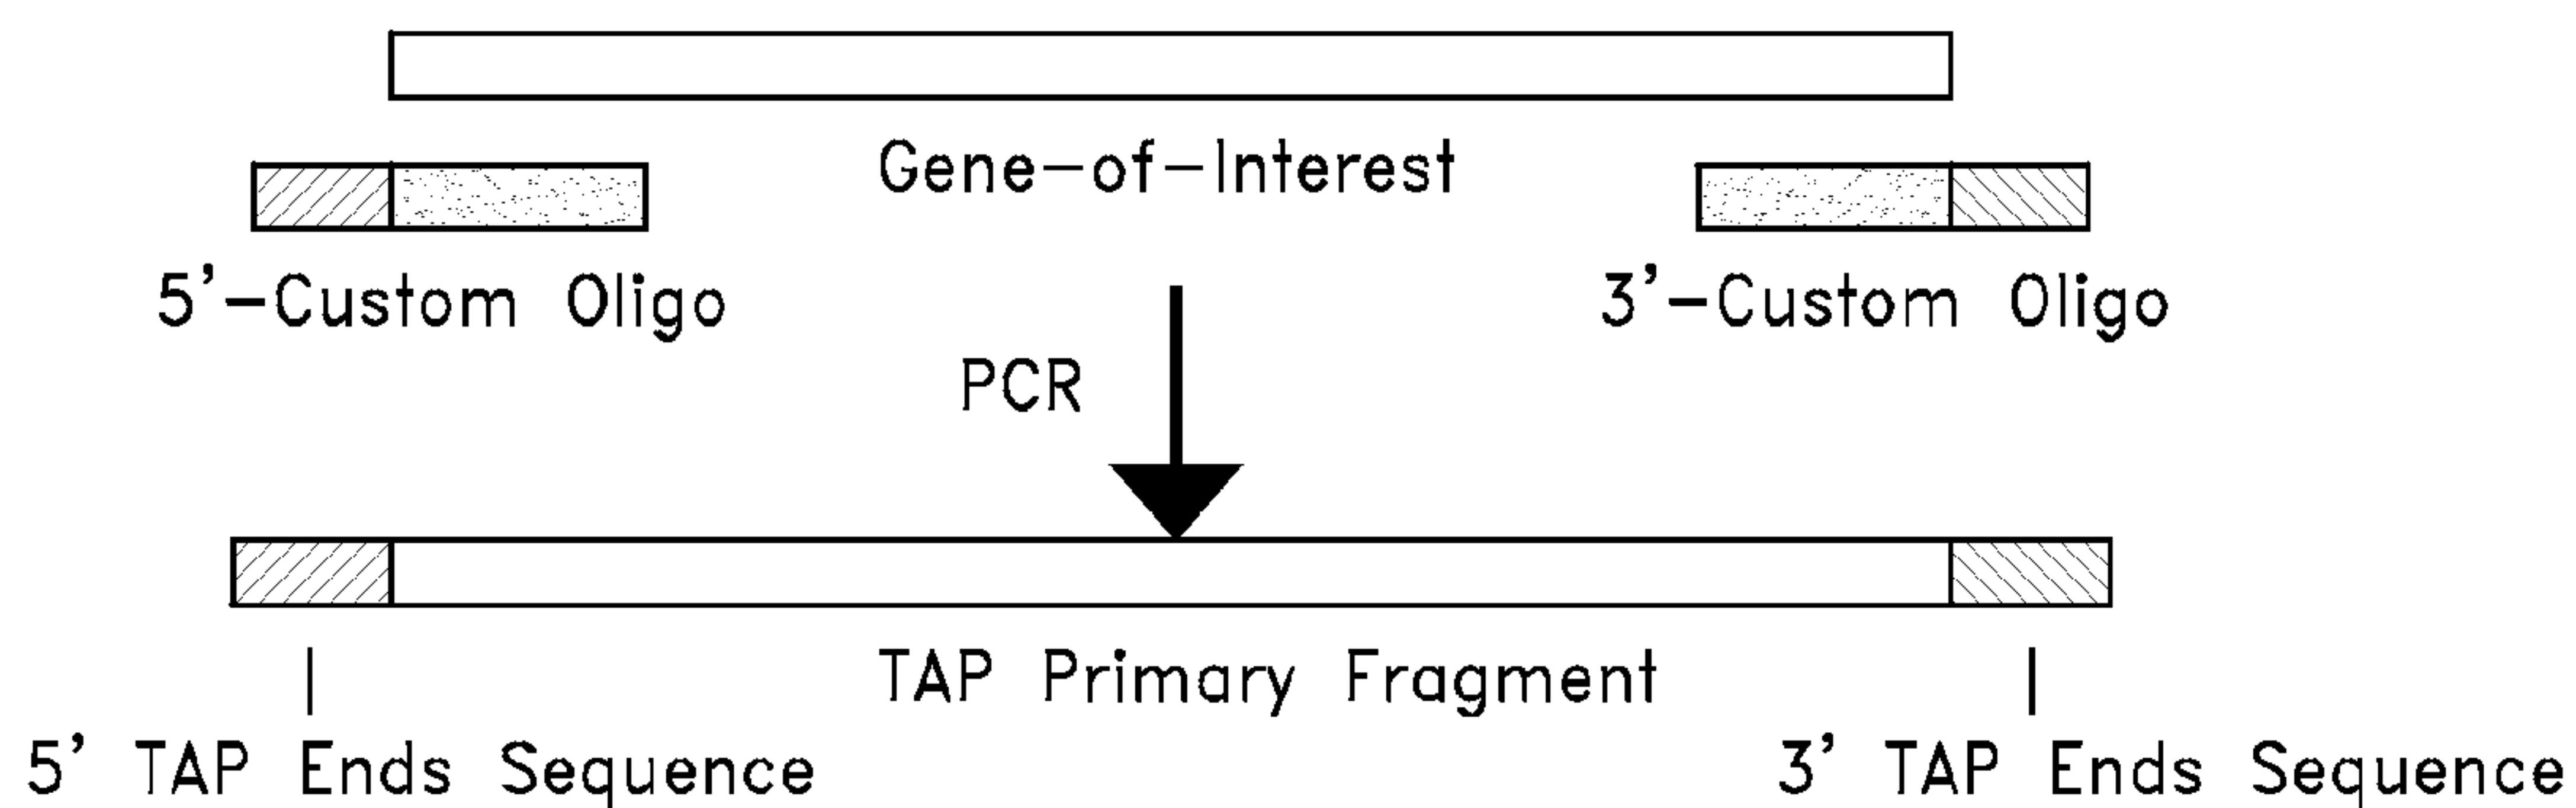 Gene-of-Interest
5'-Custom Oligo
3'-Custom Oligo
PCR
TAP Primary Fragment
5' TAP Ends Sequence
3' TAP Ends Sequence